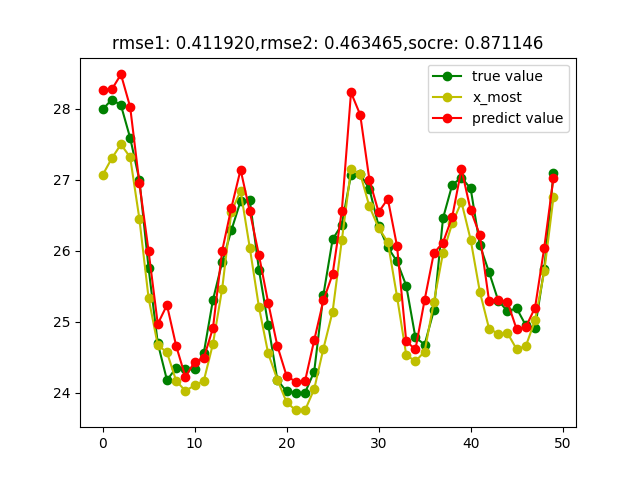 rmse1: 0.411920,rmse2: 0.463465,socre: 0.871146
true value
x_most
predict value
28
27
26
25
24
0 10 20 30 40 50